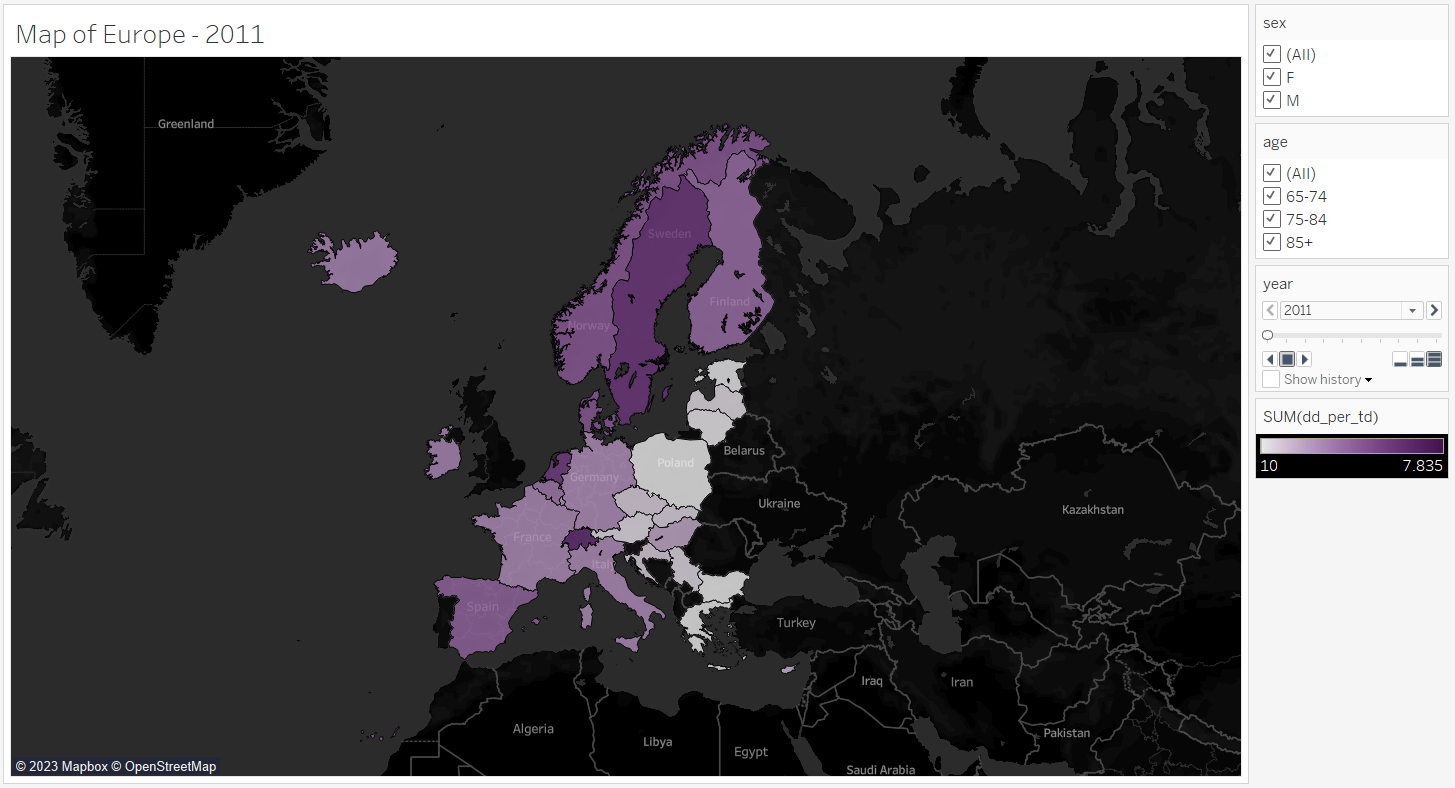 Map of Europe - 2011
Greenland
Sweden
Finland
Norway
Belarus
Poland
Germany
Ukraine
Kazakhstan
France
Ital
Spain
Turkey
Iraq
Iran
Algeria
Libya
Egypt
Pakistan
Saudi Arabia
© 2023 Mapbox © OpenStreetMap
sex
(All)
F
M
age
(All)
65-74
75-84
85+
year
2011
Show history
SUM(dd_per_td)
10 7.835